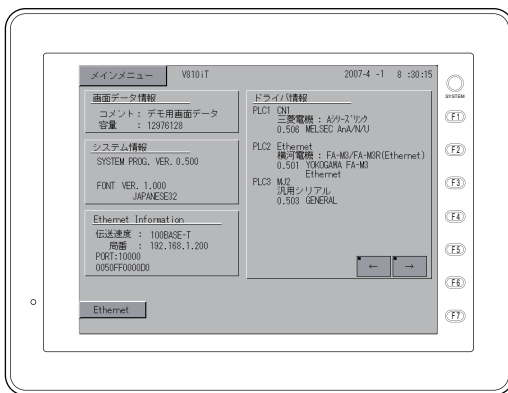 メインメニュー V810iT 2007-4 -1 8 :30:15
画面データ情報
コメント : デモ用画面データ
容量 : 12976128
システム情報
SYSTEM PROG. VER. 0.500
FONT VER. 1.000
JAPANESE32
Ethernet Information
伝送速度 : 100BASE-T
局番 : 192.168.1.200
PORT:10000
0050FF0000D0
Ethernet
ドライバ情報
PLC1 CN1
三菱電機 : Aシリーズリンク
0.506 MELSEC AnA/N/U
PLC2 Ethernet
横河電機 : FA-M3/FA-M3R(Ethernet)
0.501 YOKOGAMA FA-M3
Ethernet
PLC3 MJ2
汎用シリアル
0.503 GENERAL
← →
SYSTEM
F1
F2
F3
F4
F5
F6
F7